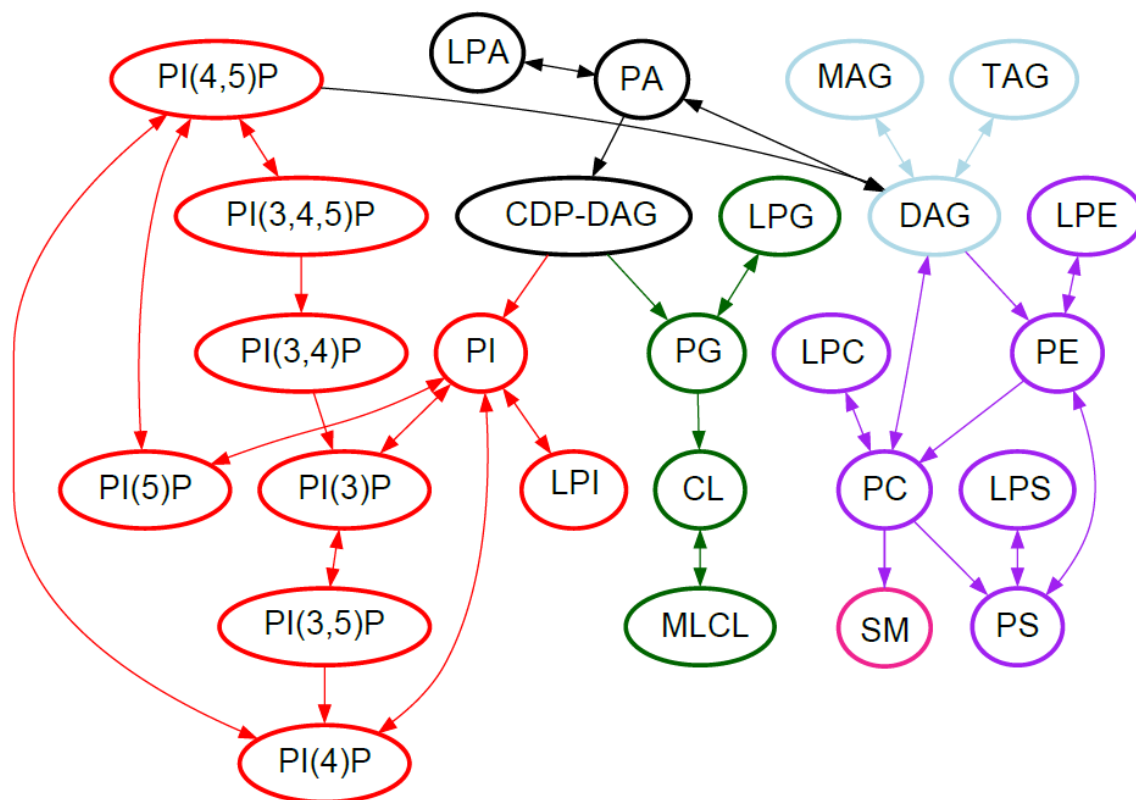 LPA
PI(4,5)P
PA
MAG
TAG
PI(3,4,5)P
CDP-DAG
LPG
DAG
LPE
PI(3,4)P
PI
PG
LPC
PE
PI(5)P
PI(3)P
LPI
CL
PC
LPS
PI(3,5)P
MLCL
SM
PS
PI(4)P